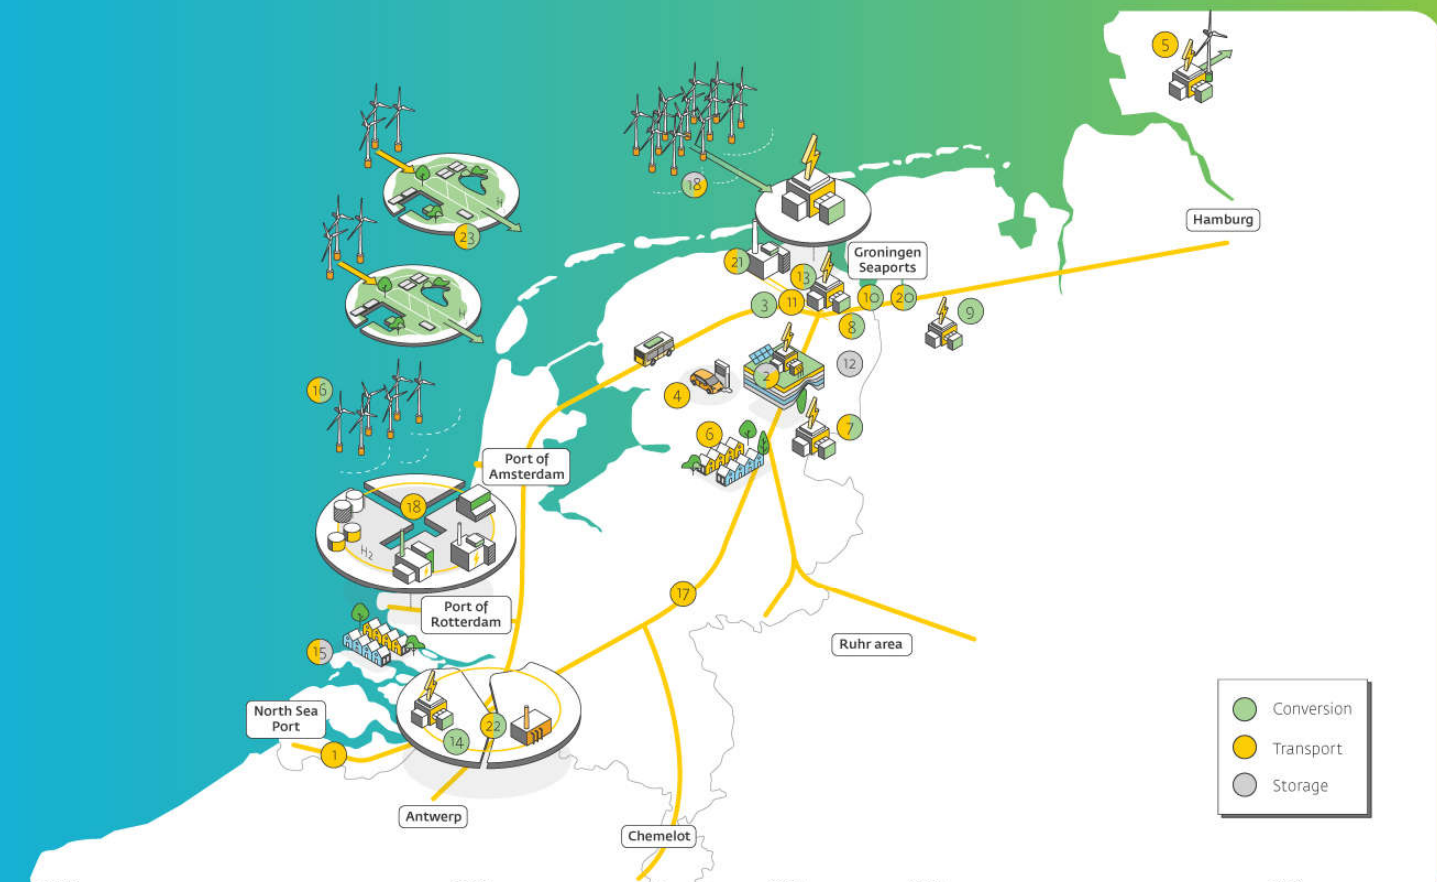 5
Hamburg
18
23
H
21
13
Groningen
Seaports
3
11
10
20
8
9
H
2
12
4
16
6
7
Port of
Amsterdam
18
H2
17
Port of
Rotterdam
15
Ruhr area
North Sea
Port
1
14
22
Antwerp
Chemelot
Conversion
Transport
Storage